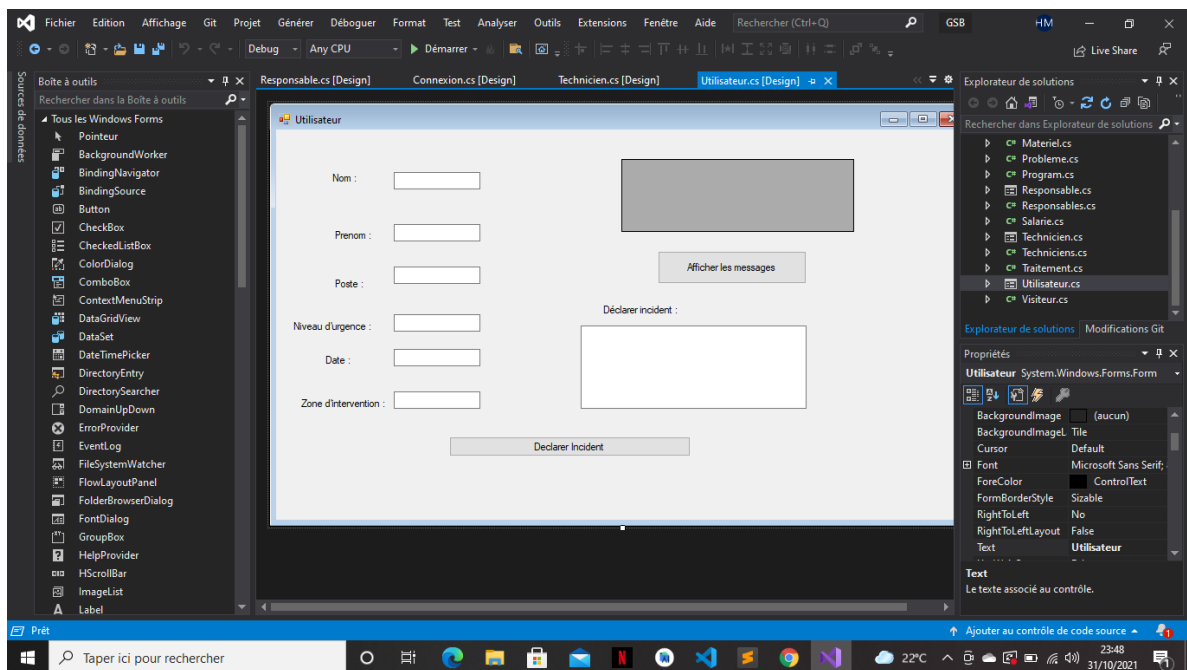 Fichier Edition Affichage Git Projet Générer Déboguer Format Test Analyser Outils Extensions Fenêtre Aide Rechercher (Ctrl+Q) GSB HM
Debug Any CPU Démarrer Live Share
Sources de données
Boîte à outils
Rechercher dans la Boîte à outils
Tous les Windows Forms
Pointeur
BackgroundWorker
BindingNavigator
BindingSource
Button
CheckBox
CheckedListBox
ColorDialog
ComboBox
ContextMenuStrip
DataGridView
DataSet
DateTimePicker
DirectoryEntry
DirectorySearcher
DomainUpDown
ErrorProvider
EventLog
FileSystemWatcher
FlowLayoutPanel
FolderBrowserDialog
FontDialog
GroupBox
HelpProvider
HScrollBar
ImageList
Label
Responsable.cs [Design] Connexion.cs [Design] Technicien.cs [Design] Utilisateur.cs [Design]
Utilisateur
Nom :
Prenom :
Poste :
Niveau d'urgence :
Date :
Zone d'intervention :
Afficher les messages
Déclarer incident :
Declarer Incident
Explorateur de solutions
Rechercher dans Explorateur de solutions
Materiel.cs
Probleme.cs
Program.cs
Responsable.cs
Responsables.cs
Salarie.cs
Technicien.cs
Techniciens.cs
Traitement.cs
Utilisateur.cs
Visiteur.cs
Explorateur de solutions Modifications Git
Propriétés
Utilisateur System.Windows.Forms.Form
BackgroundImage (aucun)
BackgroundImageL Tile
Cursor Default
Font Microsoft Sans Serif;
ForeColor ControlText
FormBorderStyle Sizable
RightToLeft No
RightToLeftLayout False
Text Utilisateur
Text
Le texte associé au contrôle.
Prêt Ajouter au contrôle de code source 1
Taper ici pour rechercher 22°C 23:48
31/10/2021